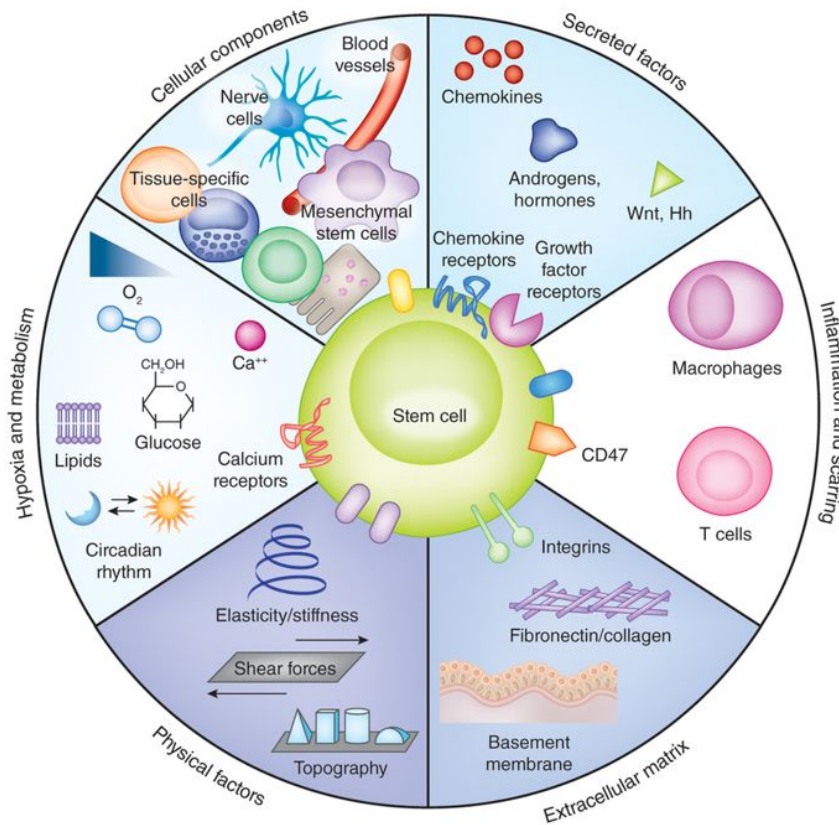 Cellular components
Blood
vessels
Nerve
cells
Tissue-specific
cells
Mesenchymal
stem cells
Secreted factors
Chemokines
Androgens,
hormones
Wnt, Hh
Chemokine
receptors
Growth
factor
receptors
Inflammation and scarring
Macrophages
CD47
T cells
Extracellular matrix
Integrins
Fibronectin/collagen
Basement
membrane
Physical factors
Elasticity/stiffness
Shear forces
Topography
Hypoxia and metabolism
O2
Ca++
CH2OH
O
Glucose
Lipids
Calcium
receptors
Circadian
rhythm
Stem cell